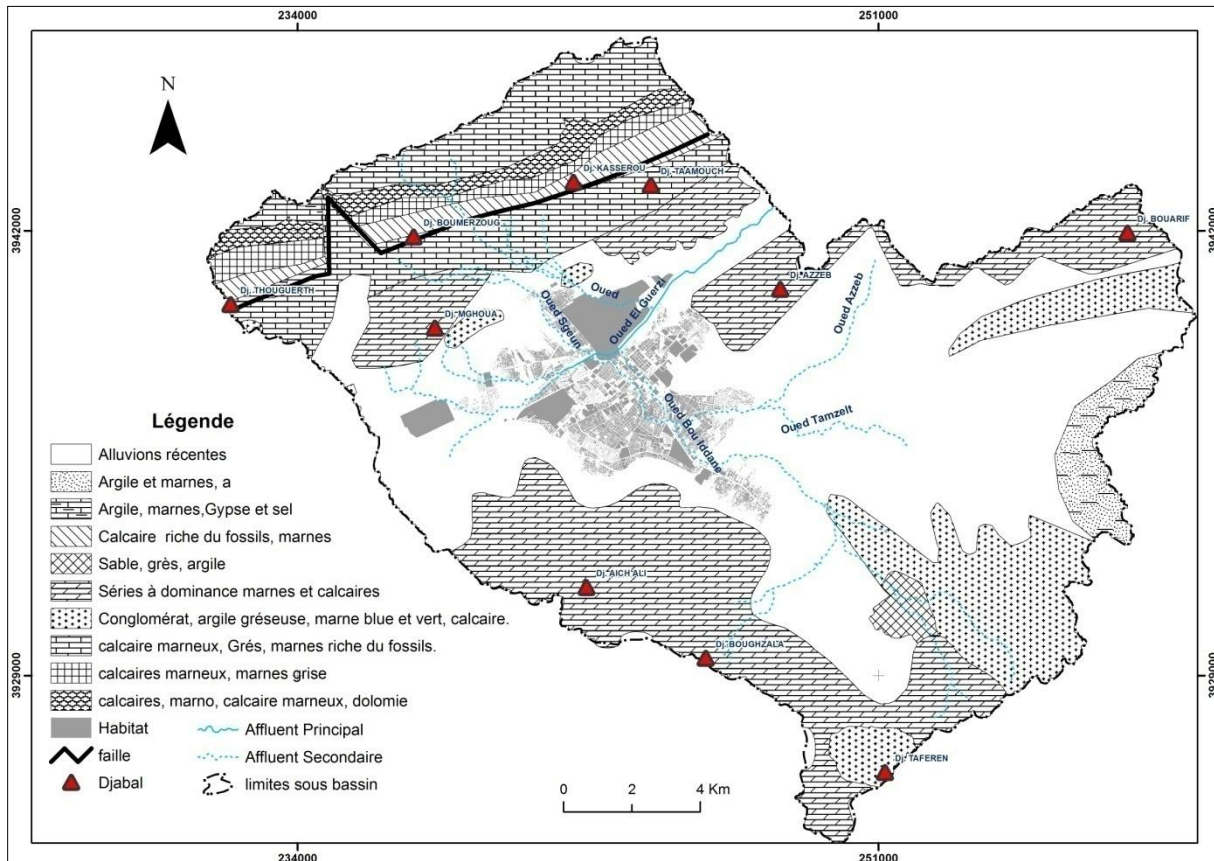 234000
251000
N
Dj. KASSEROU
Dj. TAAMOUCH
3942000
Dj. BOUMERZOUG
Dj. BOUARIF
3942000
Dj. THOUGUERTH
Dj. AZZEB
Oued
Oued El Guerzi
Oued Azzeb
Dj. MGHOUA
Oued Sgeun
Oued Bou Iddane
Oued Tamzelt
Légende
Alluvions récentes
Argile et marnes, a
Argile, marnes,Gypse et sel
Calcaire riche du fossils, marnes
Sable, grès, argile
Séries à dominance marnes et calcaires
Conglomérat, argile gréseuse, marne blue et vert, calcaire.
calcaire marneux, Grés, marnes riche du fossils.
calcaires marneux, marnes grise
calcaires, marno, calcaire marneux, dolomie
Habitat
Affluent Principal
faille
Affluent Secondaire
Djabal
limites sous bassin
Dj. AICH ALI
Dj. BOUGHZALA
3929000
3929000
Dj. TAFEREN
0 2 4 Km
234000
251000